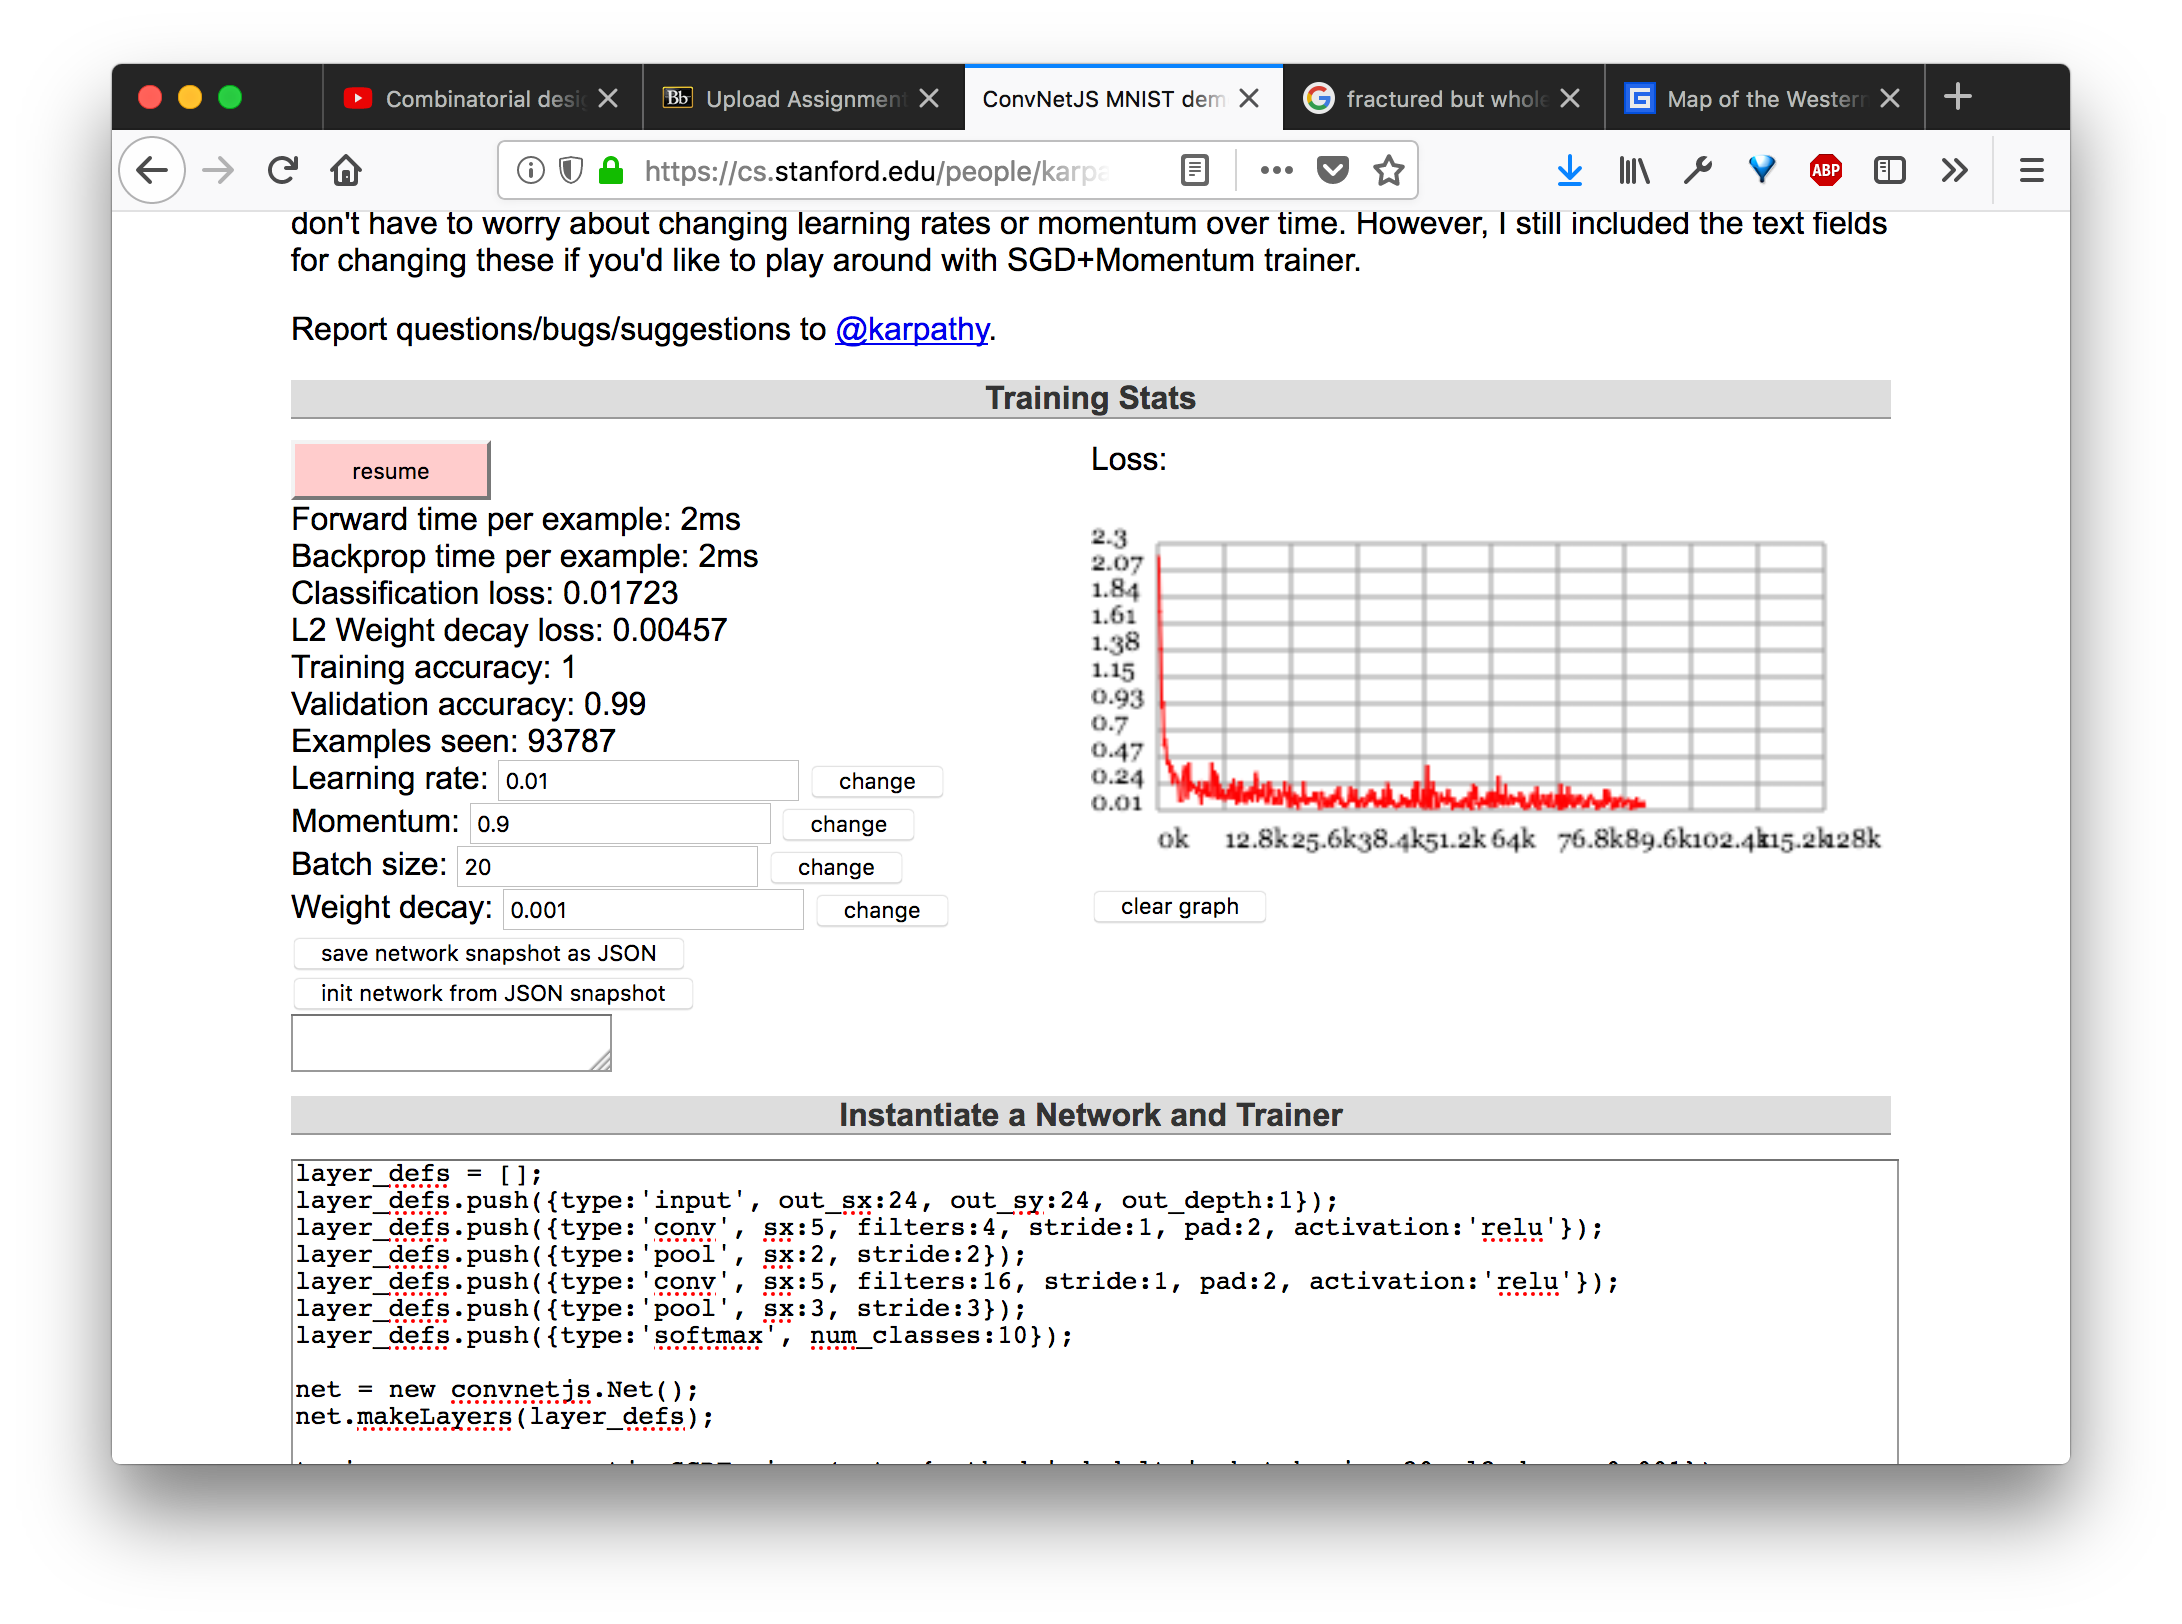 Combinatorial desig
Bb Upload Assignment
ConvNetJS MNIST dem
fractured but whole
Map of the Western
https://cs.stanford.edu/people/karpa
ABP
don't have to worry about changing learning rates or momentum over time. However, I still included the text fields
for changing these if you'd like to play around with SGD+Momentum trainer.
Report questions/bugs/suggestions to @karpathy.
Training Stats
resume
Forward time per example: 2ms
Backprop time per example: 2ms
Classification loss: 0.01723
L2 Weight decay loss: 0.00457
Training accuracy: 1
Validation accuracy: 0.99
Examples seen: 93787
Learning rate: 0.01 change
Momentum: 0.9 change
Batch size: 20 change
Weight decay: 0.001 change
save network snapshot as JSON
init network from JSON snapshot
Loss:
2.3
2.07
1.84
1.61
1.38
1.15
0.93
0.7
0.47
0.24
0.01
0k 12.8k 25.6k 38.4k 51.2k 64k 76.8k 89.6k 102.4k 115.2k 128k
clear graph
Instantiate a Network and Trainer
layer_defs = [];
layer_defs.push({type:'input', out_sx:24, out_sy:24, out_depth:1});
layer_defs.push({type:'conv', sx:5, filters:4, stride:1, pad:2, activation:'relu'});
layer_defs.push({type:'pool', sx:2, stride:2});
layer_defs.push({type:'conv', sx:5, filters:16, stride:1, pad:2, activation:'relu'});
layer_defs.push({type:'pool', sx:3, stride:3});
layer_defs.push({type:'softmax', num_classes:10});
net = new convnetjs.Net();
net.makeLayers(layer_defs);